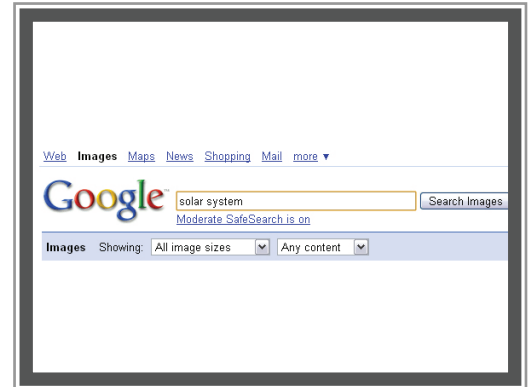 Web Images Maps News Shopping Mail more ▼
Google™ solar system Search Images
Moderate SafeSearch is on
Images Showing: All image sizes Any content